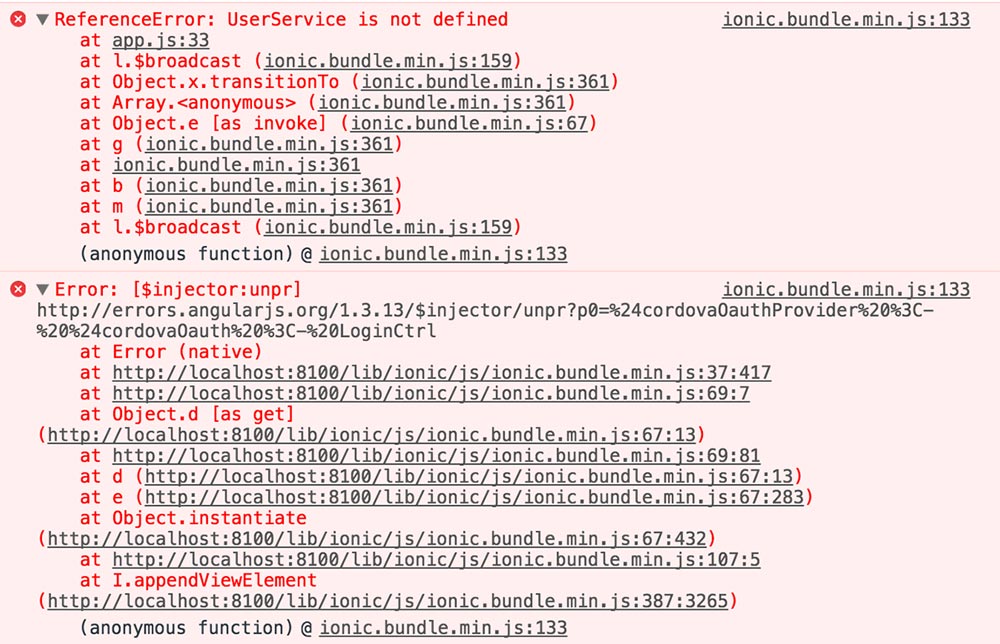 ReferenceError: UserService is not defined ionic.bundle.min.js:133
at app.js:33
at l.$broadcast (ionic.bundle.min.js:159)
at Object.x.transitionTo (ionic.bundle.min.js:361)
at Array.<anonymous> (ionic.bundle.min.js:361)
at Object.e [as invoke] (ionic.bundle.min.js:67)
at g (ionic.bundle.min.js:361)
at ionic.bundle.min.js:361
at b (ionic.bundle.min.js:361)
at m (ionic.bundle.min.js:361)
at l.$broadcast (ionic.bundle.min.js:159)
(anonymous function) @ ionic.bundle.min.js:133
Error: [$injector:unpr] ionic.bundle.min.js:133
http://errors.angularjs.org/1.3.13/$injector/unpr?p0=%24cordovaOauthProvider%20%3C-
%20%24cordovaOauth%20%3C-%20LoginCtrl
at Error (native)
at http://localhost:8100/lib/ionic/js/ionic.bundle.min.js:37:417
at http://localhost:8100/lib/ionic/js/ionic.bundle.min.js:69:7
at Object.d [as get]
(http://localhost:8100/lib/ionic/js/ionic.bundle.min.js:67:13)
at http://localhost:8100/lib/ionic/js/ionic.bundle.min.js:69:81
at d (http://localhost:8100/lib/ionic/js/ionic.bundle.min.js:67:13)
at e (http://localhost:8100/lib/ionic/js/ionic.bundle.min.js:67:283)
at Object.instantiate
(http://localhost:8100/lib/ionic/js/ionic.bundle.min.js:67:432)
at http://localhost:8100/lib/ionic/js/ionic.bundle.min.js:107:5
at I.appendViewElement
(http://localhost:8100/lib/ionic/js/ionic.bundle.min.js:387:3265)
(anonymous function) @ ionic.bundle.min.js:133